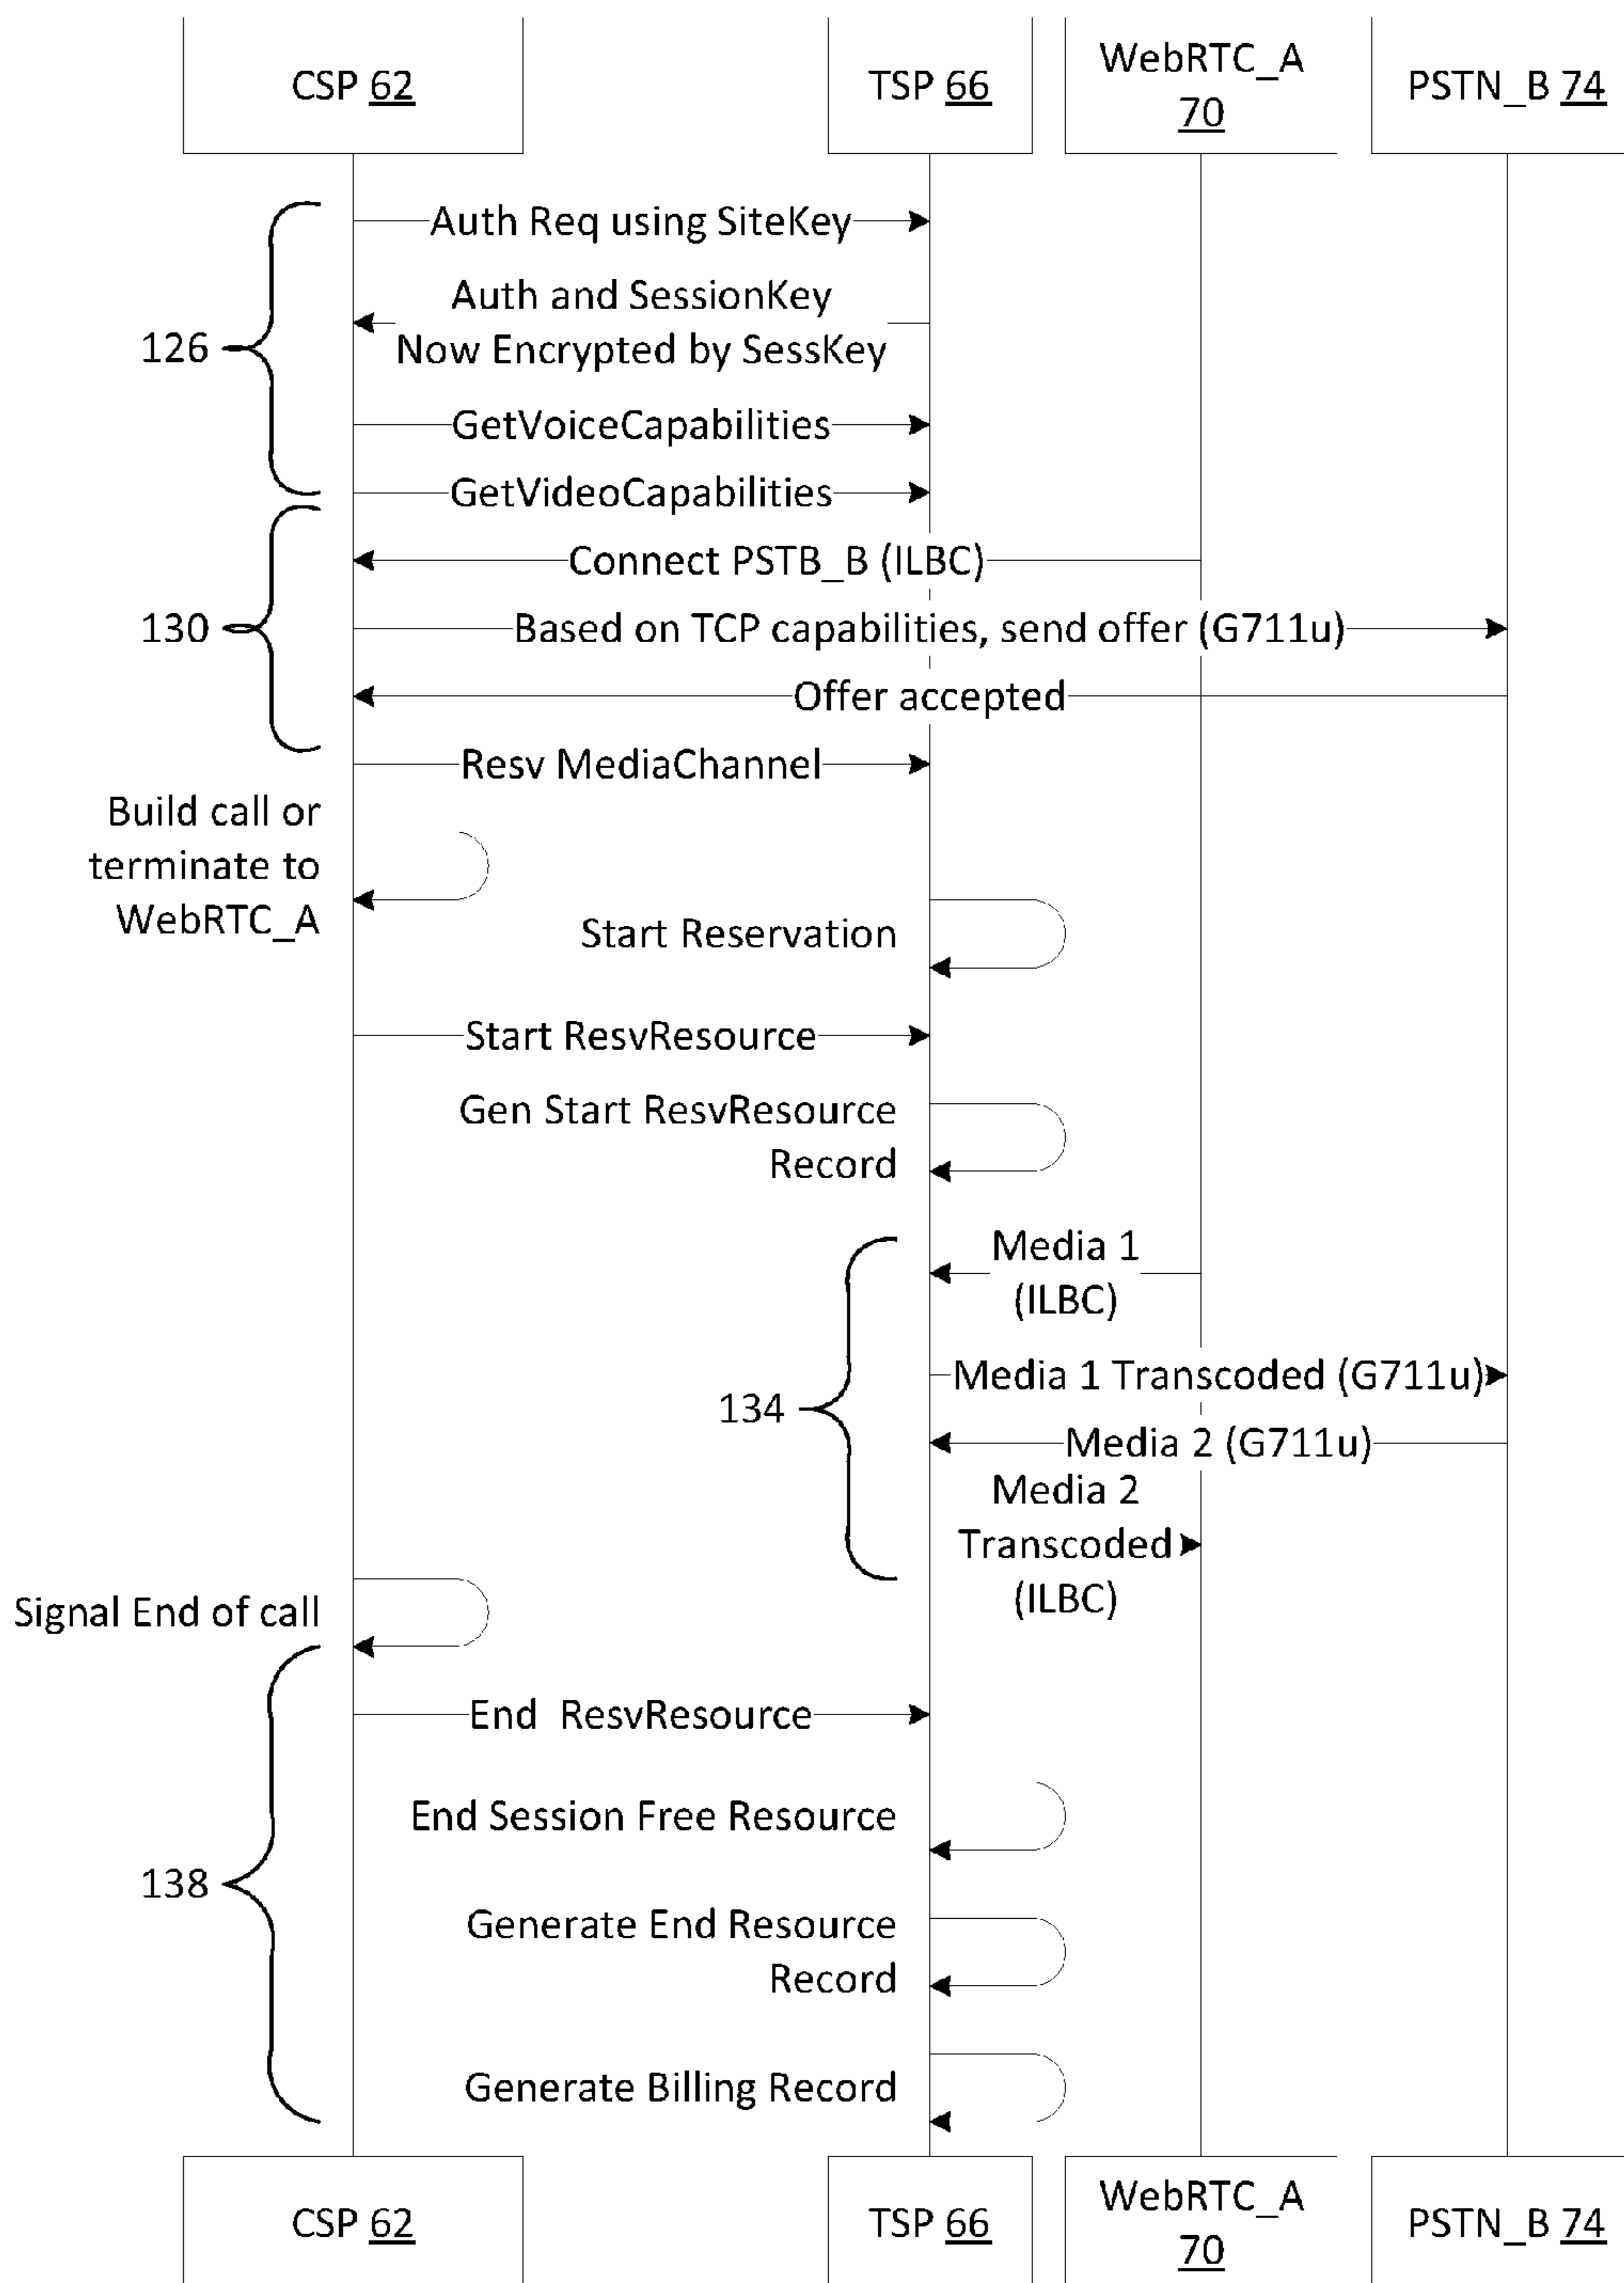 CSP 62
TSP 66
WebRTC_A
70
PSTN_B 74
Auth Req using SiteKey
Auth and SessionKey
Now Encrypted by SessKey
126
GetVoiceCapabilities
GetVideoCapabilities
Connect PSTB_B (ILBC)
130
Based on TCP capabilities, send offer (G711u)
Offer accepted
Resv MediaChannel
Build call or
terminate to
WebRTC_A
Start Reservation
Start ResvResource
Gen Start ResvResource
Record
Media 1
(ILBC)
Media 1 Transcoded (G711u)
134
Media 2 (G711u)
Media 2
Transcoded
(ILBC)
Signal End of call
End ResvResource
End Session Free Resource
138
Generate End Resource
Record
Generate Billing Record
CSP 62
TSP 66
WebRTC_A
70
PSTN_B 74